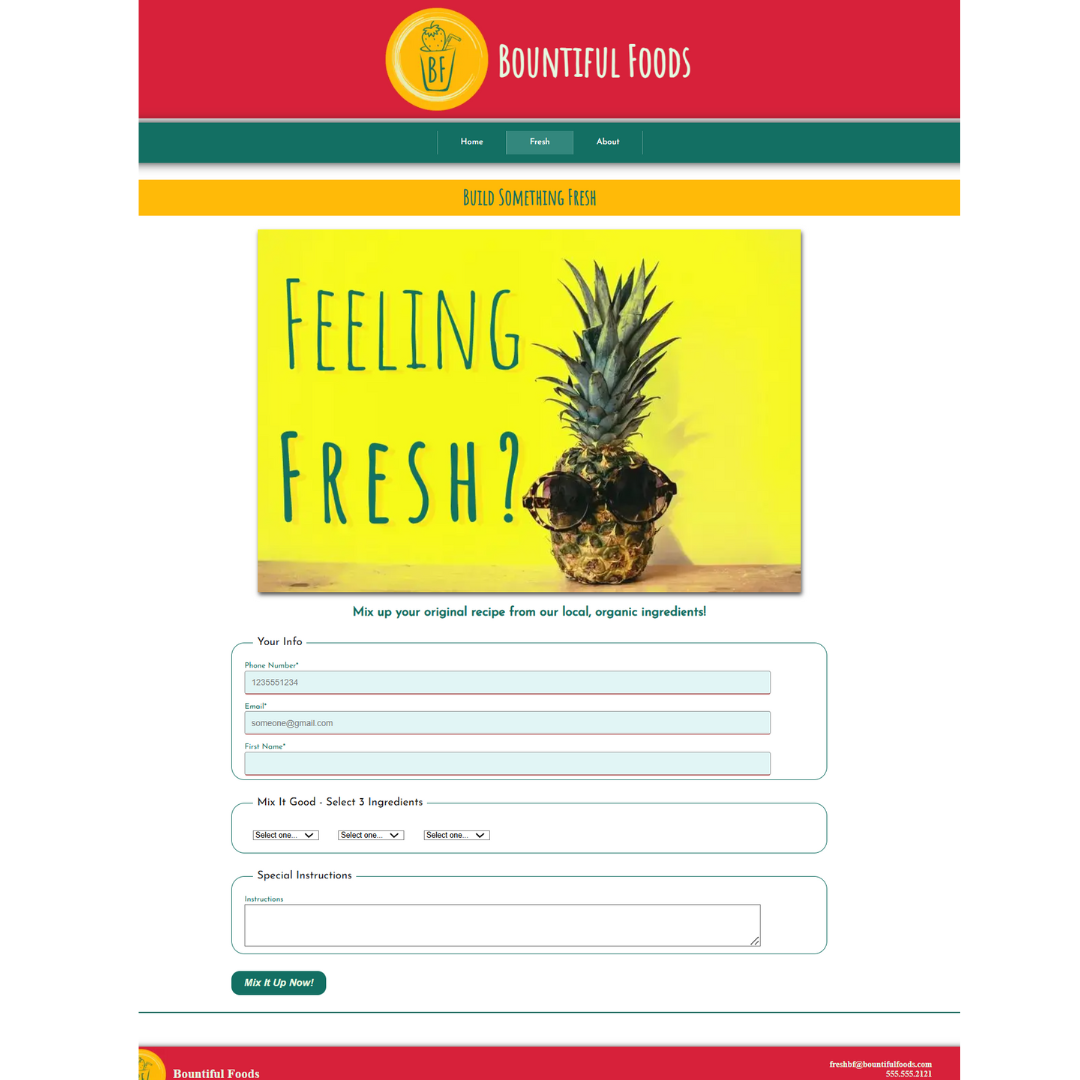 BF
Bountiful Foods
Home
Fresh
About
Build Something Fresh
Feeling
Fresh?
Mix up your original recipe from our local, organic ingredients!
Your Info
Phone Number*
1235551234
Email*
someone@gmail.com
First Name*
Mix It Good - Select 3 Ingredients
Select one... Select one... Select one...
Special Instructions
Instructions
Mix It Up Now!
Bountiful Foods
freshbf@bountifulfoods.com
555.555.2121